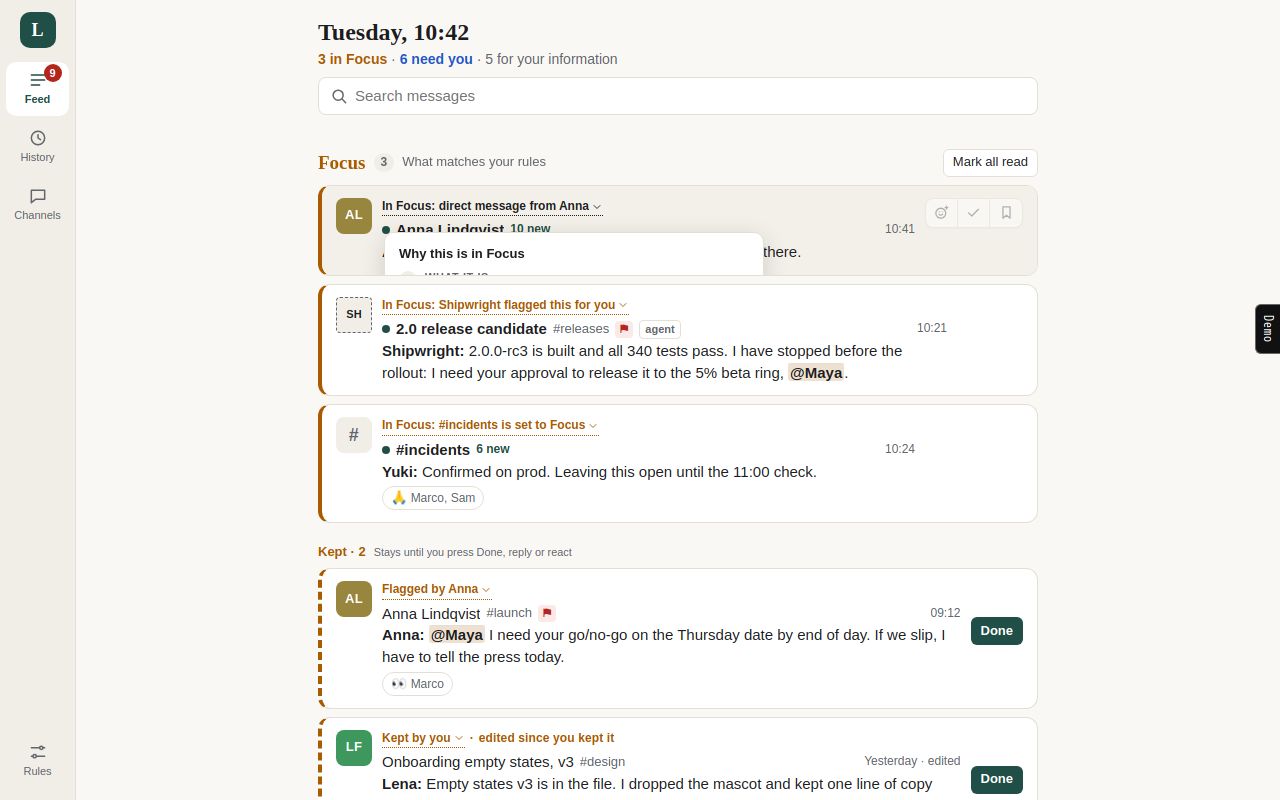 L
Tuesday, 10:42
3 in Focus · 6 need you · 5 for your information
Search messages
9
Feed
History
Channels
Rules
Focus 3 What matches your rules
Mark all read
AL
In Focus: direct message from Anna
Anna Lindqvist 10 new
10:41
there.
Why this is in Focus
WHAT IT IS
SH
In Focus: Shipwright flagged this for you
2.0 release candidate #releases agent
10:21
Shipwright: 2.0.0-rc3 is built and all 340 tests pass. I have stopped before the
rollout: I need your approval to release it to the 5% beta ring, @Maya.
Demo
#
In Focus: #incidents is set to Focus
#incidents 6 new
10:24
Yuki: Confirmed on prod. Leaving this open until the 11:00 check.
🙏 Marco, Sam
Kept · 2 Stays until you press Done, reply or react
AL
Flagged by Anna
Anna Lindqvist #launch
09:12
Anna: @Maya I need your go/no-go on the Thursday date by end of day. If we slip, I
have to tell the press today.
Done
👀 Marco
LF
Kept by you · edited since you kept it
Onboarding empty states, v3 #design
Yesterday · edited
Lena: Empty states v3 is in the file. I dropped the mascot and kept one line of copy
Done